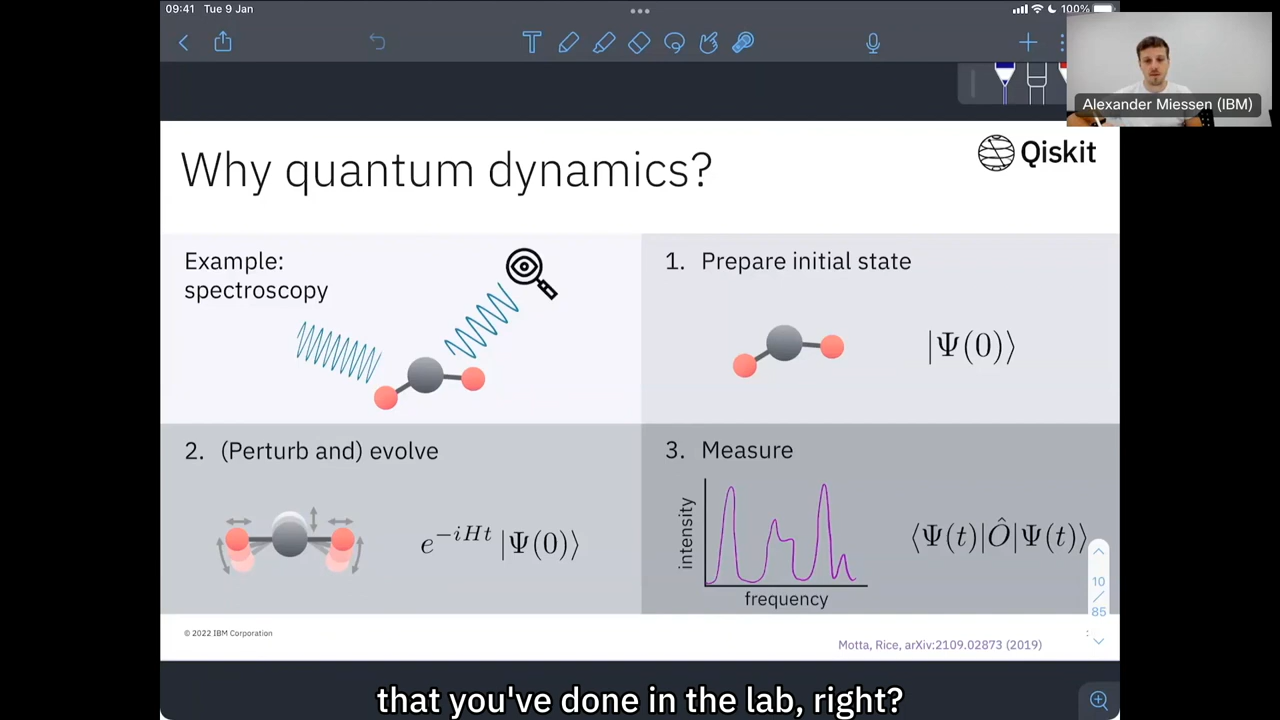 09:41 Tue 9 Jan
100%
Alexander Miessen (IBM)
Why quantum dynamics?
Qiskit
Example:
spectroscopy
1. Prepare initial state
|Ψ(0)⟩
2. (Perturb and) evolve
e^{-iHt} |Ψ(0)⟩
3. Measure
intensity
frequency
⟨Ψ(t)|Ô|Ψ(t)⟩
10
/
85
© 2022 IBM Corporation
Motta, Rice, arXiv:2109.02873 (2019)
that you've done in the lab, right?